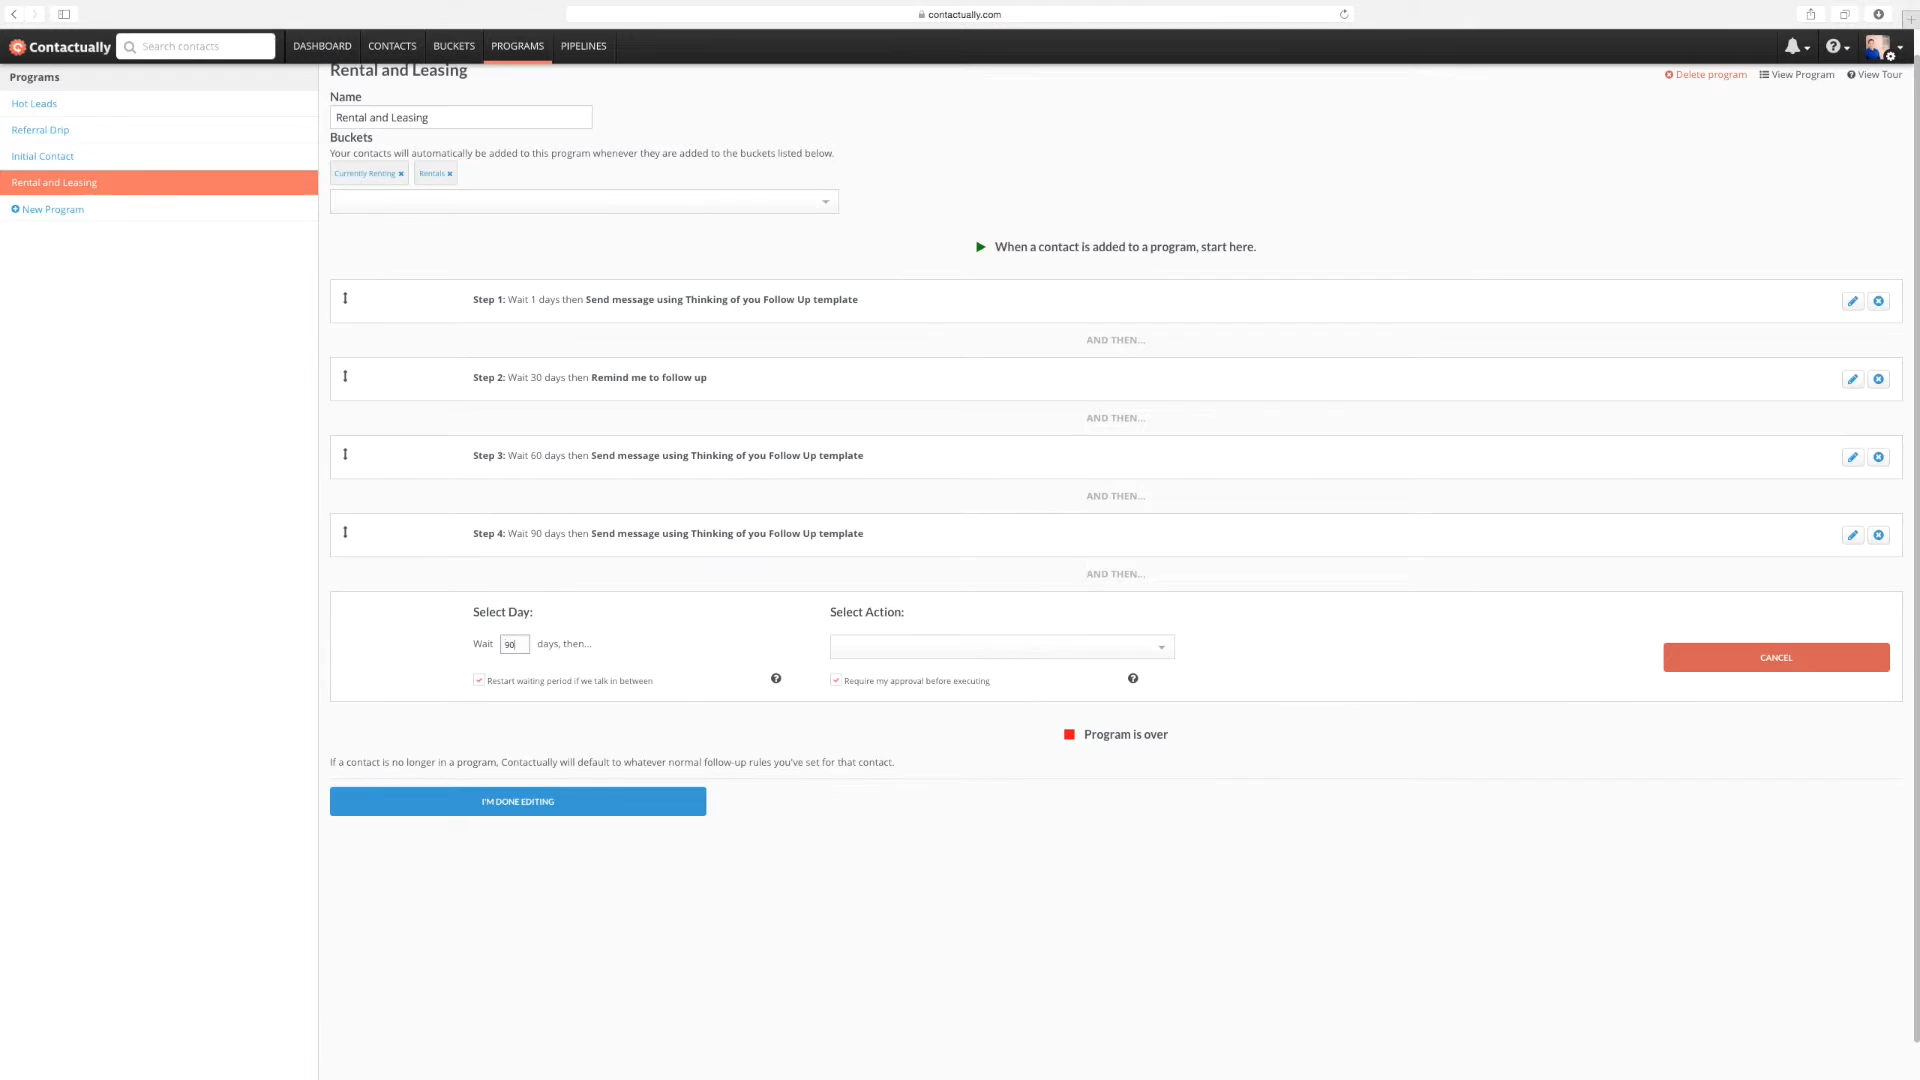 contactually.com
Contactually
Search contacts
DASHBOARD
CONTACTS
BUCKETS
PROGRAMS
PIPELINES
Programs
Hot Leads
Referral Drip
Initial Contact
Rental and Leasing
New Program
Rental and Leasing
Delete program
View Program
View Tour
Name
Rental and Leasing
Buckets
Your contacts will automatically be added to this program whenever they are added to the buckets listed below.
Currently Renting
Rentals
When a contact is added to a program, start here.
Step 1: Wait 1 days then Send message using Thinking of you Follow Up template
AND THEN...
Step 2: Wait 30 days then Remind me to follow up
AND THEN...
Step 3: Wait 60 days then Send message using Thinking of you Follow Up template
AND THEN...
Step 4: Wait 90 days then Send message using Thinking of you Follow Up template
AND THEN...
Select Day:
Select Action:
Wait 90 days, then...
CANCEL
Restart waiting period if we talk in between
Require my approval before executing
Program is over
If a contact is no longer in a program, Contactually will default to whatever normal follow-up rules you've set for that contact.
I'M DONE EDITING